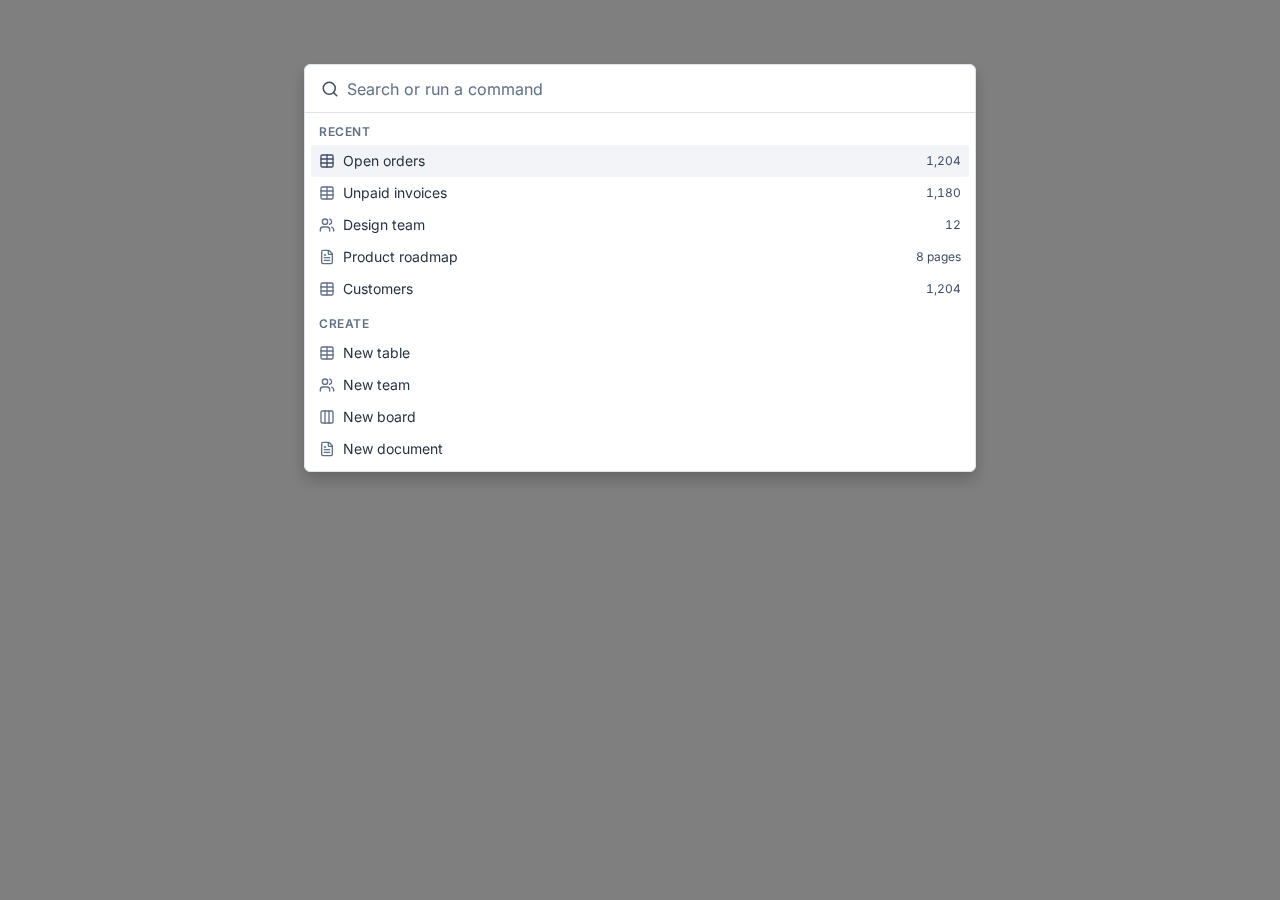 Search or run a command
RECENT
Open orders 1,204
Unpaid invoices 1,180
Design team 12
Product roadmap 8 pages
Customers 1,204
CREATE
New table
New team
New board
New document